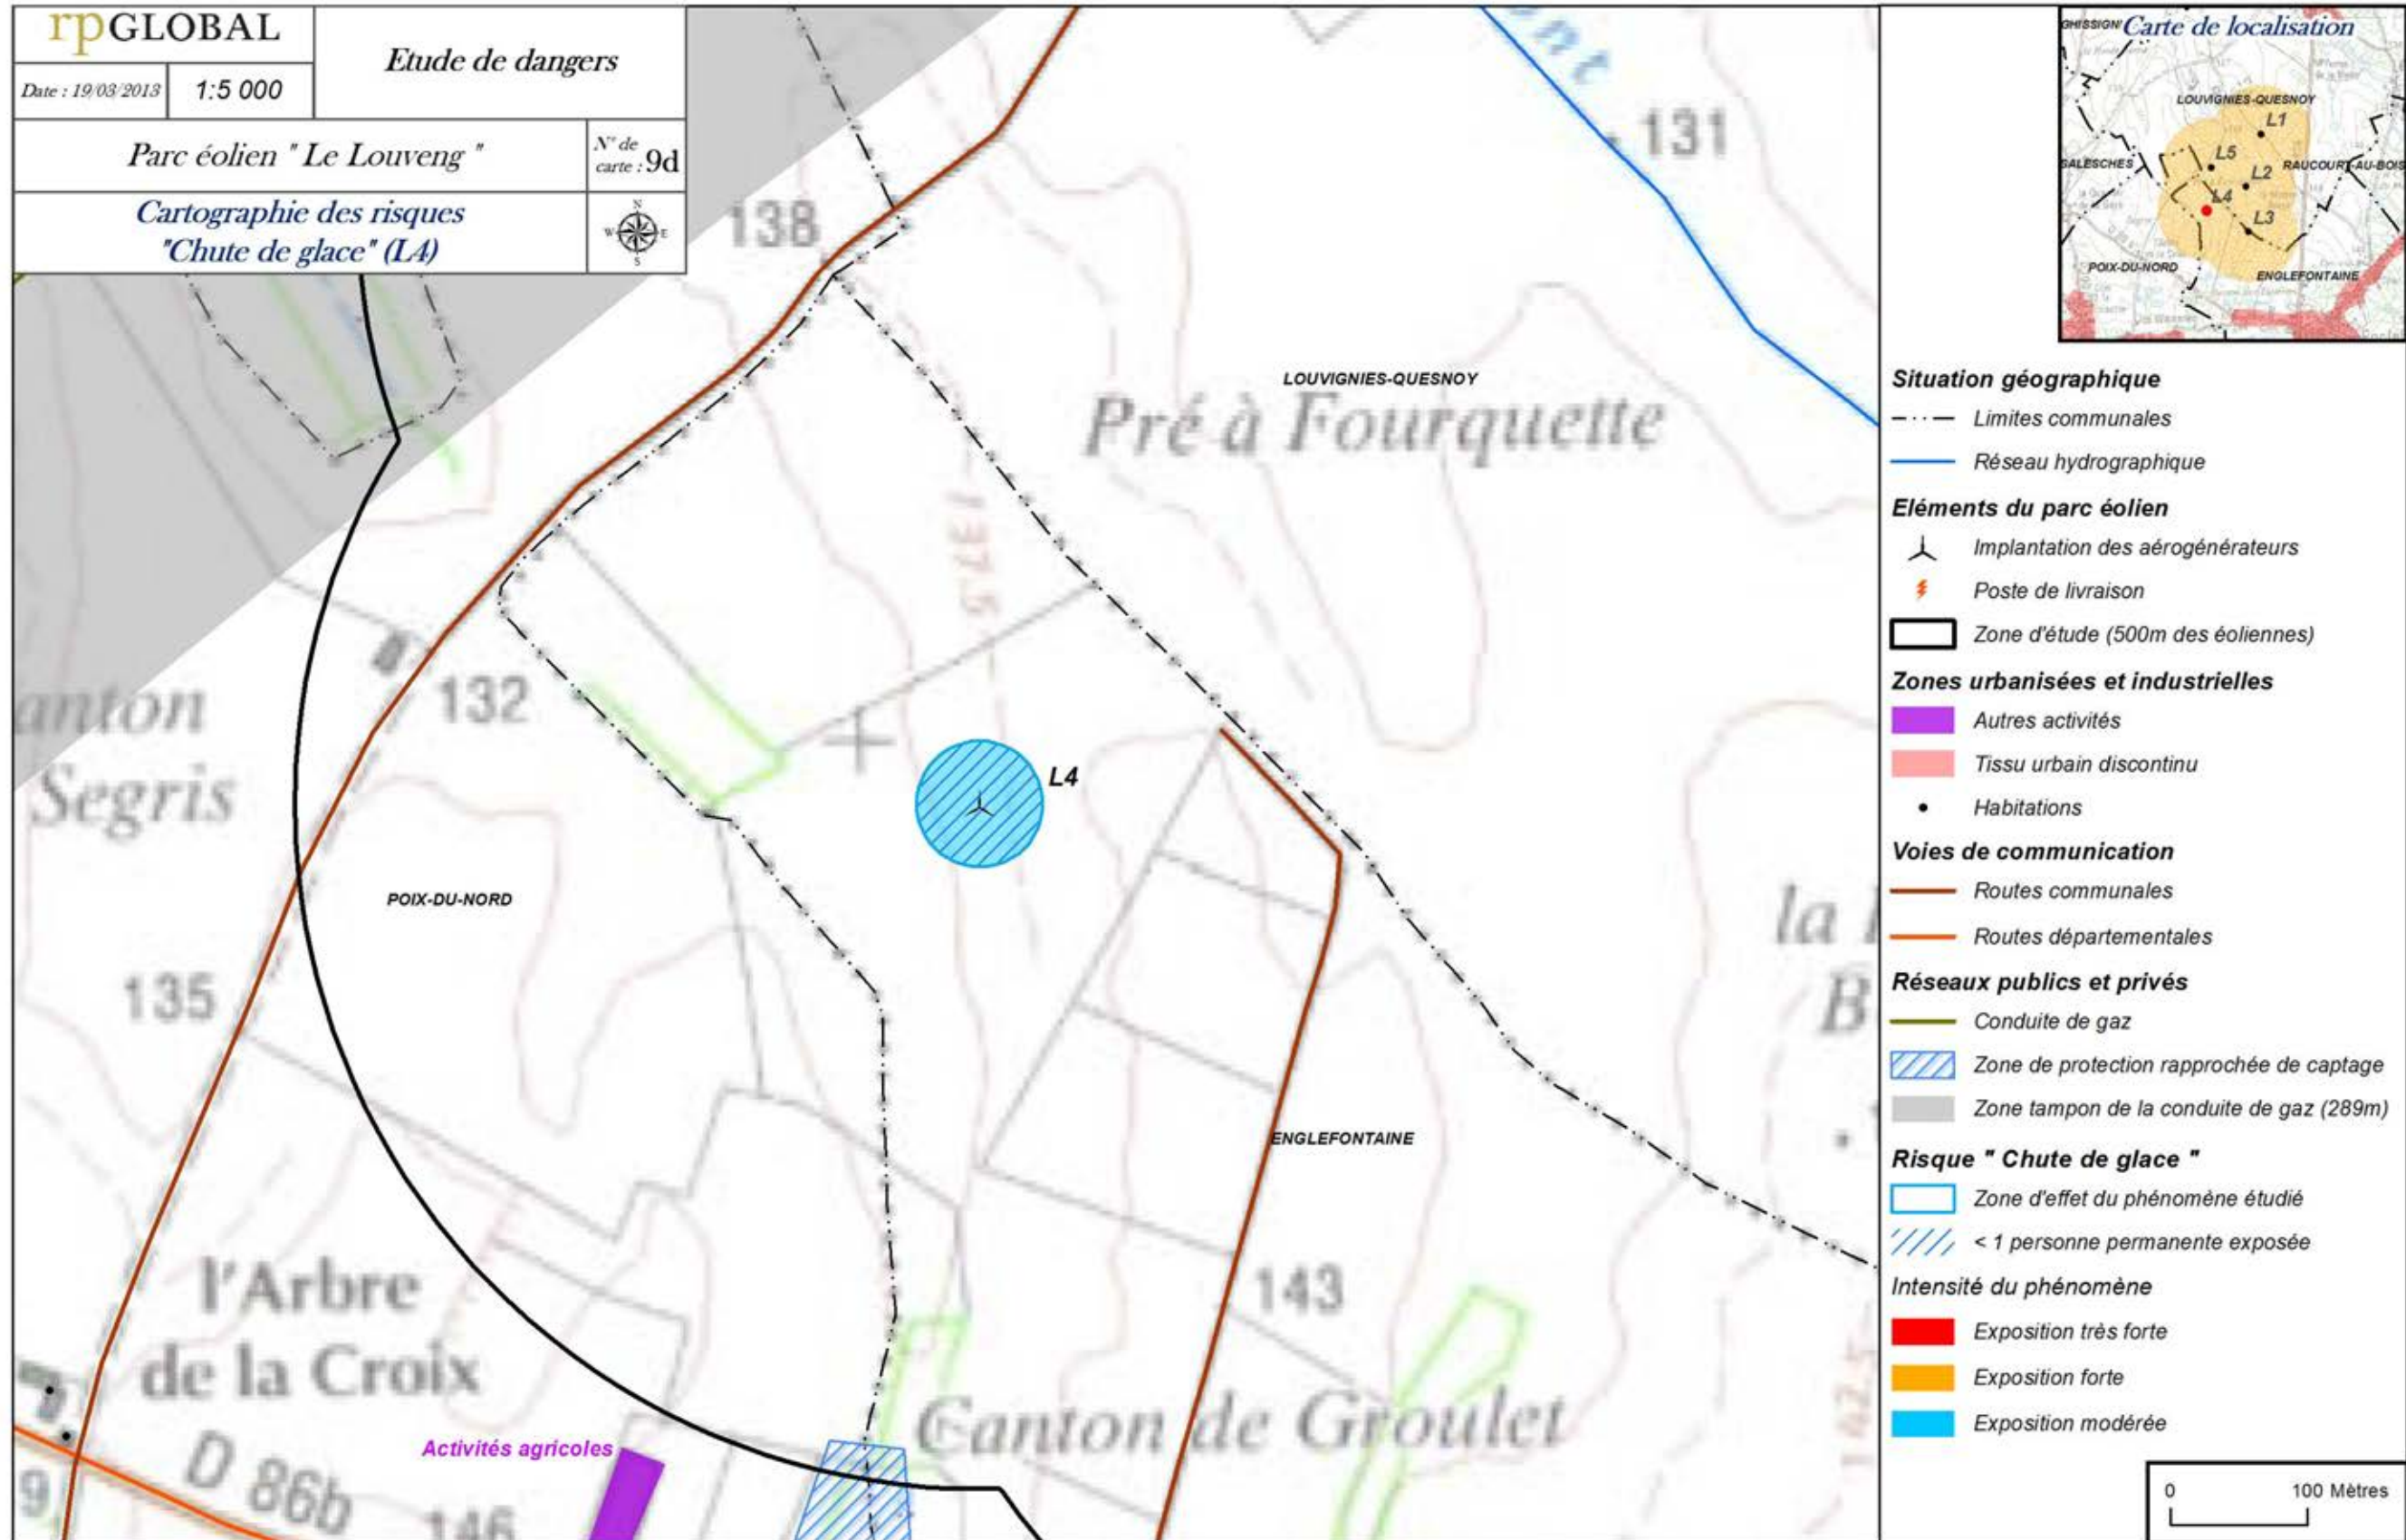 rpGLOBAL
Date : 19/03/2013
1:5 000
Etude de dangers
Parc éolien " Le Louveng "
N° de
carte : 9d
Cartographie des risques
"Chute de glace" (L4)
N
W
E
S
138
131
LOUVIGNIES-QUESNOY
Pré à Fourquette
137,5
132
anton
Segris
L4
POIX-DU-NORD
135
la
B
ENGLEFONTAINE
143
l'Arbre
de la Croix
Canton de Groulet
142,5
Activités agricoles
D 86b
9
146
Carte de localisation
LOUVIGNIES-QUESNOY
L1
SALESCHES
L5
RAUCOURT-AU-BOIS
L2
L4
L3
POIX-DU-NORD
ENGLEFONTAINE
Situation géographique
Limites communales
Réseau hydrographique
Eléments du parc éolien
Implantation des aérogénérateurs
Poste de livraison
Zone d'étude (500m des éoliennes)
Zones urbanisées et industrielles
Autres activités
Tissu urbain discontinu
Habitations
Voies de communication
Routes communales
Routes départementales
Réseaux publics et privés
Conduite de gaz
Zone de protection rapprochée de captage
Zone tampon de la conduite de gaz (289m)
Risque " Chute de glace "
Zone d'effet du phénomène étudié
< 1 personne permanente exposée
Intensité du phénomène
Exposition très forte
Exposition forte
Exposition modérée
0
100 Mètres